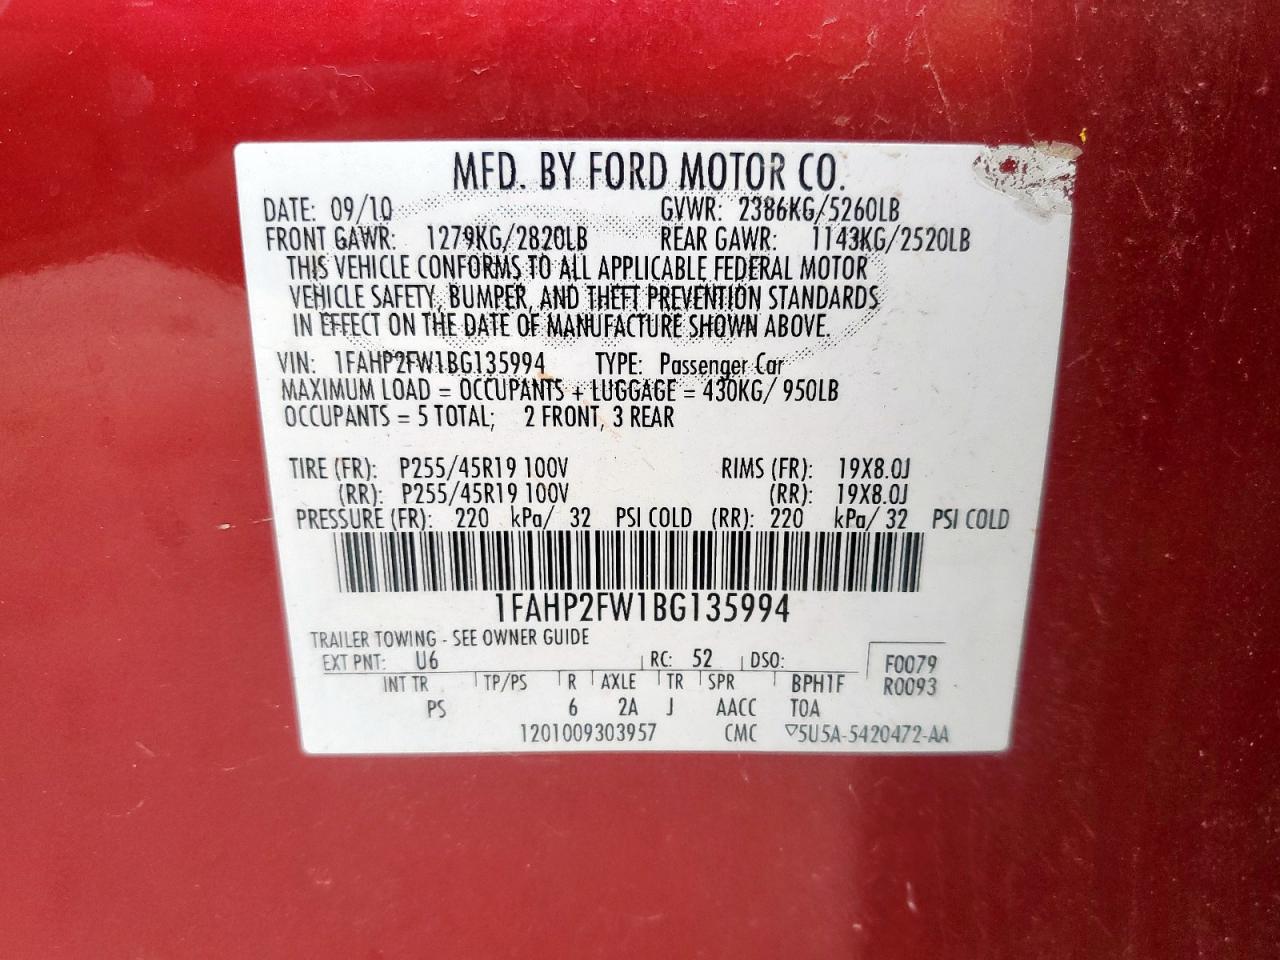 MFD. BY FORD MOTOR CO.
DATE: 09/10 GVWR: 2386KG/5260LB
FRONT GAWR: 1279KG/2820LB REAR GAWR: 1143KG/2520LB
THIS VEHICLE CONFORMS TO ALL APPLICABLE FEDERAL MOTOR
VEHICLE SAFETY, BUMPER, AND THEFT PREVENTION STANDARDS
IN EFFECT ON THE DATE OF MANUFACTURE SHOWN ABOVE.
VIN: 1FAHP2FW1BG135994 TYPE: Passenger Car
MAXIMUM LOAD = OCCUPANTS + LUGGAGE = 430KG/ 950LB
OCCUPANTS = 5 TOTAL; 2 FRONT, 3 REAR
TIRE (FR): P255/45R19 100V RIMS (FR): 19X8.0J
(RR): P255/45R19 100V (RR): 19X8.0J
PRESSURE (FR): 220 kPa/ 32 PSI COLD (RR): 220 kPa/ 32 PSI COLD
1FAHP2FW1BG135994
TRAILER TOWING - SEE OWNER GUIDE
EXT PNT: U6 RC: 52 DSO: F0079
INT TR TP/PS R AXLE TR SPR BPH1F R0093
PS 6 2A J AACC TOA
1201009303957 CMC ▽5U5A-5420472-AA